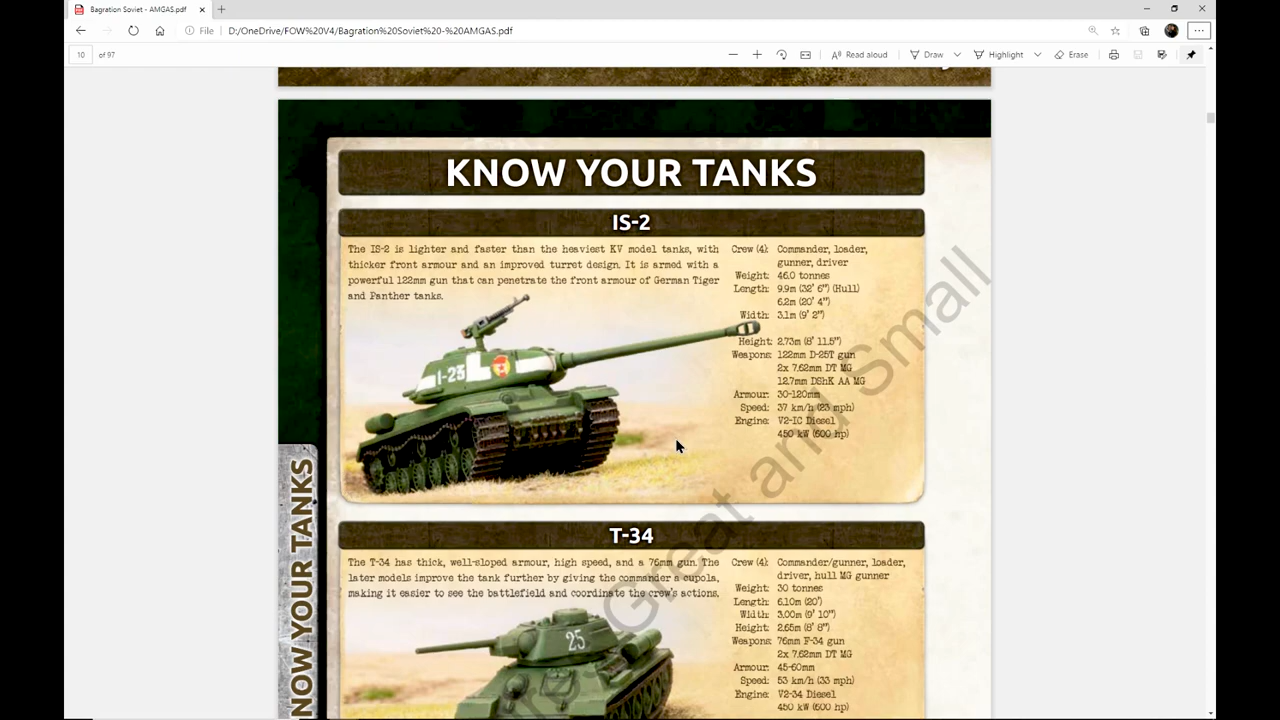 Bagration Soviet - AMGAS.pdf
File D:/OneDrive/FOW%20V4/Bagration%20Soviet%20-%20AMGAS.pdf
10 of 97
Read aloud Draw Highlight Erase
KNOW YOUR TANKS
IS-2
The IS-2 is lighter and faster than the heaviest KV model tanks, with
thicker front armour and an improved turret design. It is armed with a
powerful 122mm gun that can penetrate the front armour of German Tiger
and Panther tanks.
Crew (4): Commander, loader,
gunner, driver
Weight: 46.0 tonnes
Length: 9.9m (32' 6") (Hull)
6.2m (20' 4")
Width: 3.1m (9' 2")
Height: 2.73m (8' 11.5")
Weapons: 122mm D-25T gun
2x 7.62mm DT MG
12.7mm DShK AA MG
Armour: 30-120mm
Speed: 37 km/h (23 mph)
Engine: V2-IC Diesel
450 kW (600 hp)
I-23
T-34
The T-34 has thick, well-sloped armour, high speed, and a 76mm gun. The
later models improve the tank further by giving the commander a cupola,
making it easier to see the battlefield and coordinate the crew's actions.
Crew (4): Commander/gunner, loader,
driver, hull MG gunner
Weight: 30 tonnes
Length: 6.10m (20')
Width: 3.00m (9' 10")
Height: 2.65m (8' 8")
Weapons: 76mm F-34 gun
2x 7.62mm DT MG
Armour: 45-60mm
Speed: 53 km/h (33 mph)
Engine: V2-34 Diesel
450 kW (600 hp)
25
NOW YOUR TANKS
Great and Small